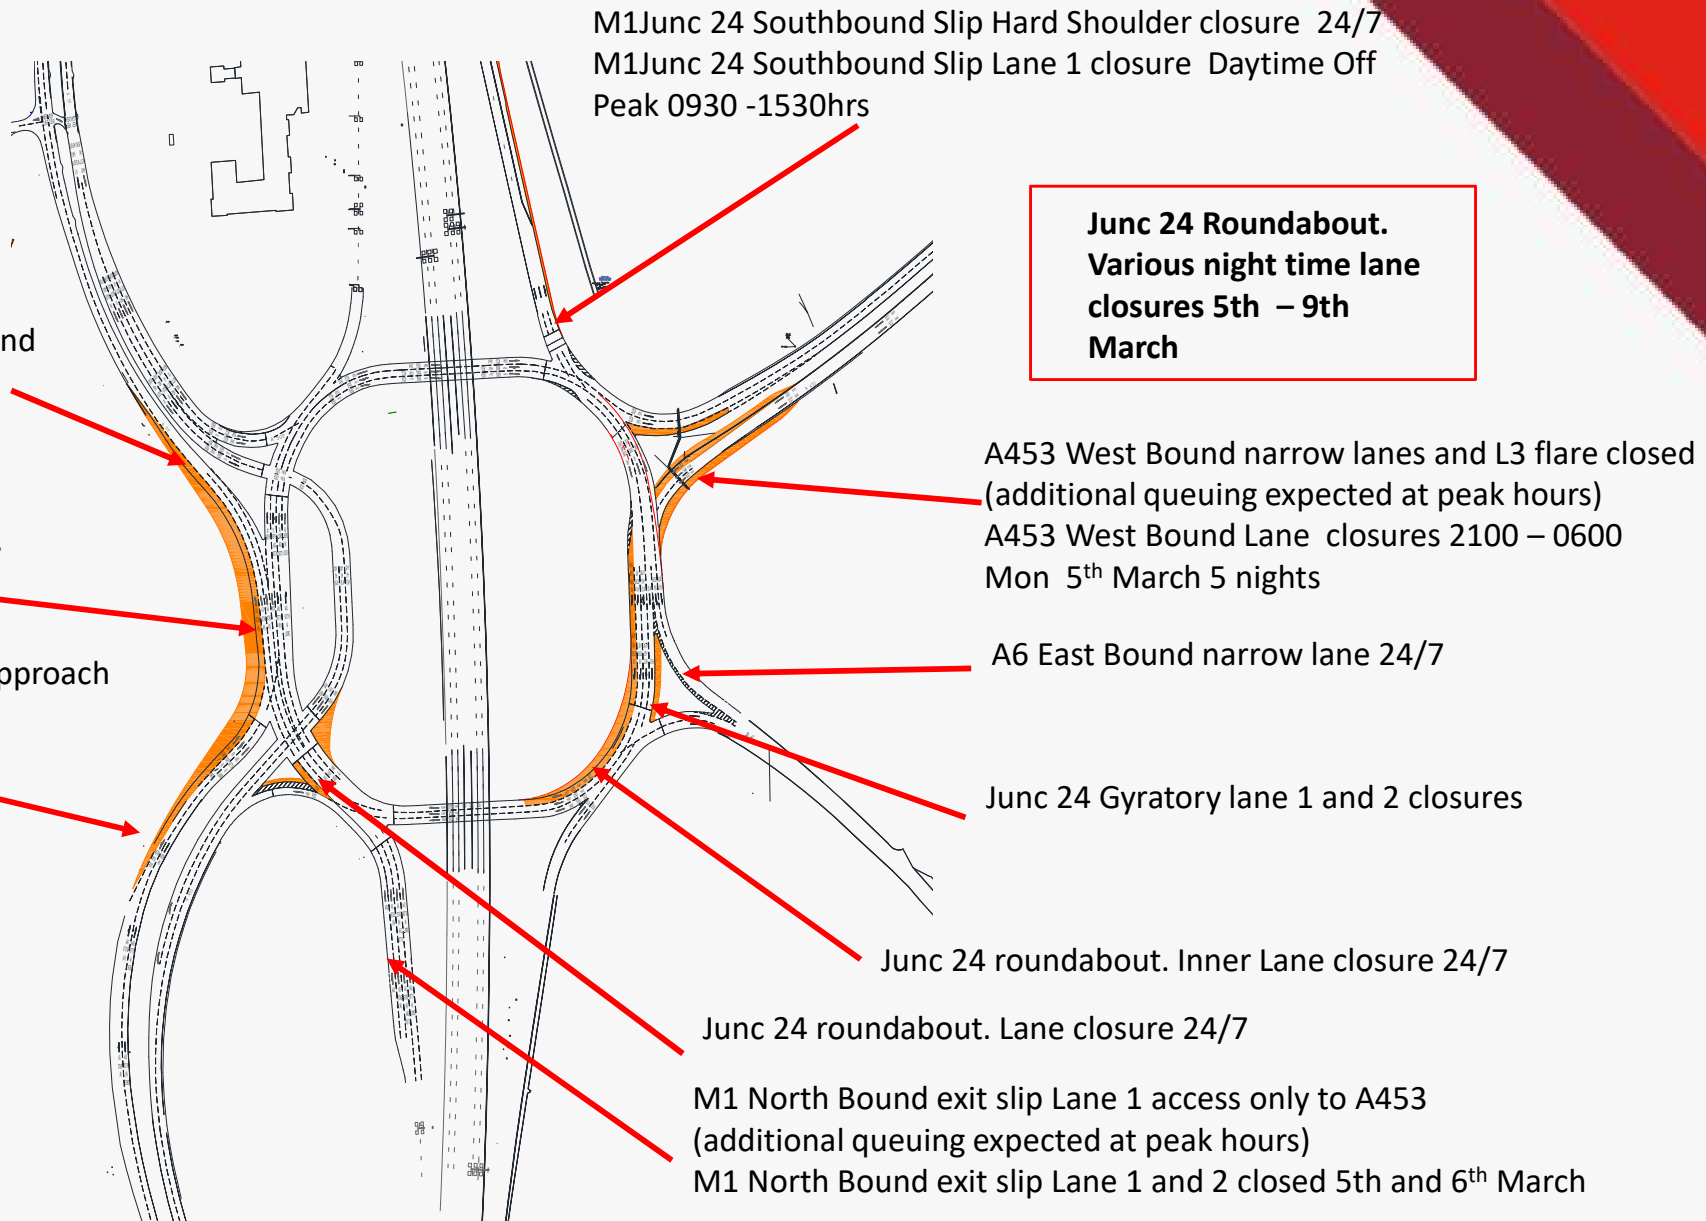 M1Junc 24 Southbound Slip Hard Shoulder closure 24/7
M1Junc 24 Southbound Slip Lane 1 closure Daytime Off
Peak 0930 -1530hrs
Junc 24 Roundabout.
Various night time lane
closures 5th – 9th
March
nd
A453 West Bound narrow lanes and L3 flare closed
(additional queuing expected at peak hours)
A453 West Bound Lane closures 2100 – 0600
Mon 5th March 5 nights
A6 East Bound narrow lane 24/7
pproach
Junc 24 Gyratory lane 1 and 2 closures
Junc 24 roundabout. Inner Lane closure 24/7
Junc 24 roundabout. Lane closure 24/7
M1 North Bound exit slip Lane 1 access only to A453
(additional queuing expected at peak hours)
M1 North Bound exit slip Lane 1 and 2 closed 5th and 6th March